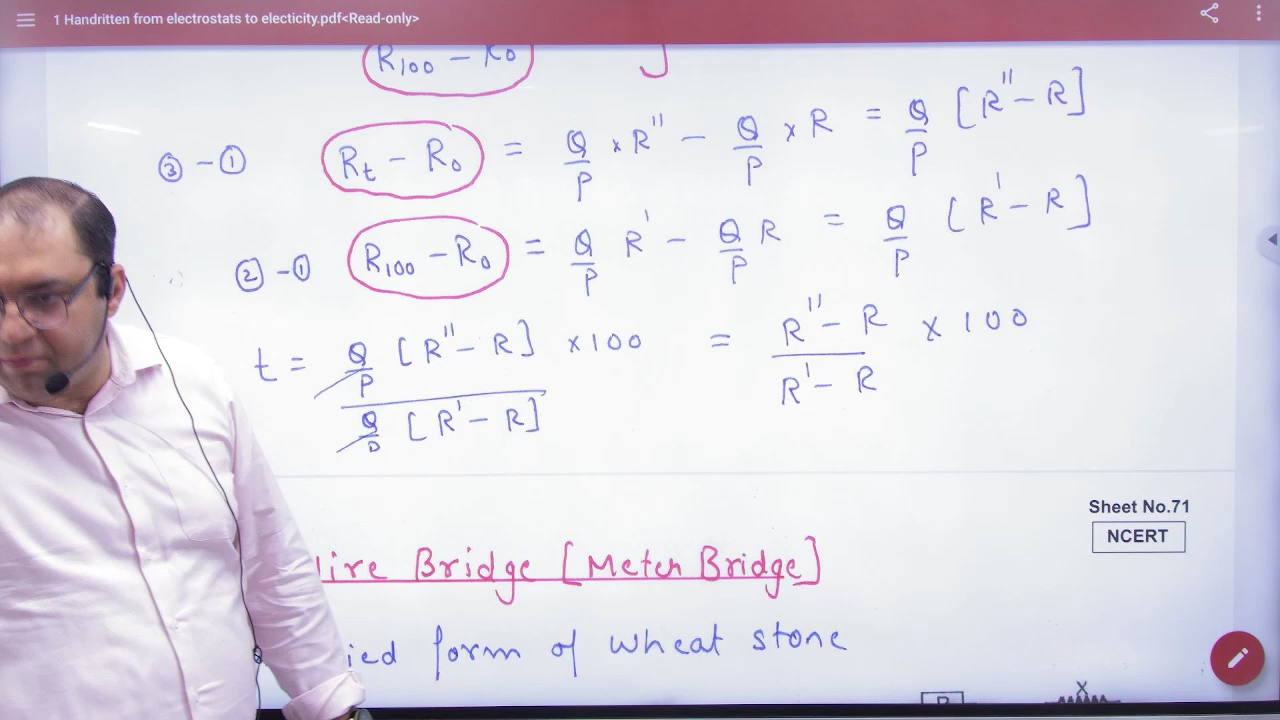 1 Handritten from electrostats to electicity.pdf<Read-only>
R₁₀₀ − R₀
③ − ① Rₜ − R₀ = Q/P × R'' − Q/P × R = Q/P [R'' − R]
② − ① R₁₀₀ − R₀ = Q/P R' − Q/P R = Q/P [R' − R]
t = Q/P [R'' − R] × 100 / Q/P [R' − R] = R'' − R / R' − R × 100
Sheet No.71
NCERT
Bridge [Meter Bridge]
form of wheat stone
X